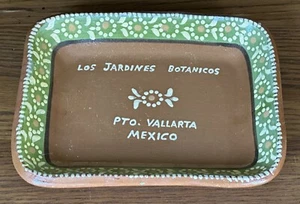 LOS JARDINES BOTANICOS
PTO. VALLARTA
MEXICO